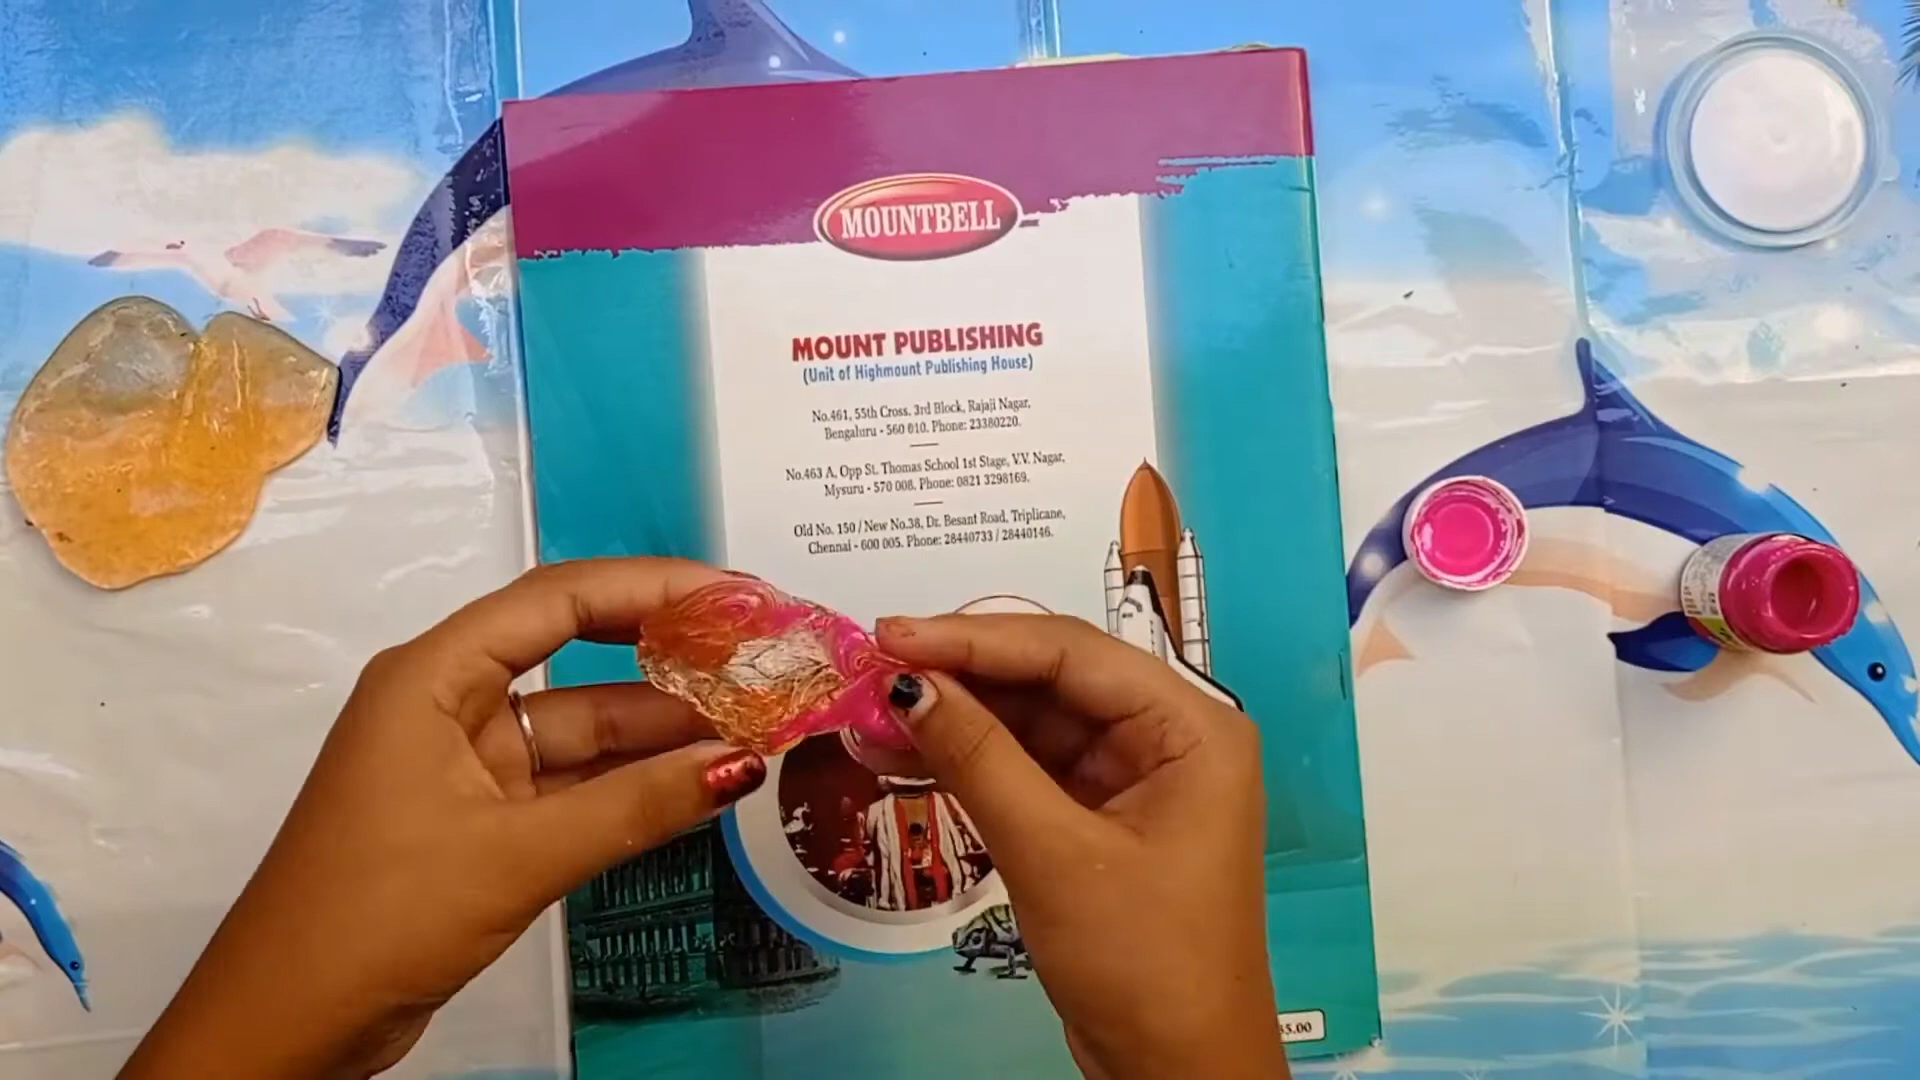 MOUNTBELL
MOUNT PUBLISHING
(Unit of Highmount Publishing House)
No.461, 55th Cross, 3rd Block, Rajaji Nagar,
Bengaluru - 560 010. Phone: 23380220.
No.463 A, Opp St. Thomas School 1st Stage, V.V. Nagar,
Mysuru - 570 008. Phone: 0821 3298169.
Old No. 150 / New No.38, Dr. Besant Road, Triplicane,
Chennai - 600 005. Phone: 28440733 / 28440146.